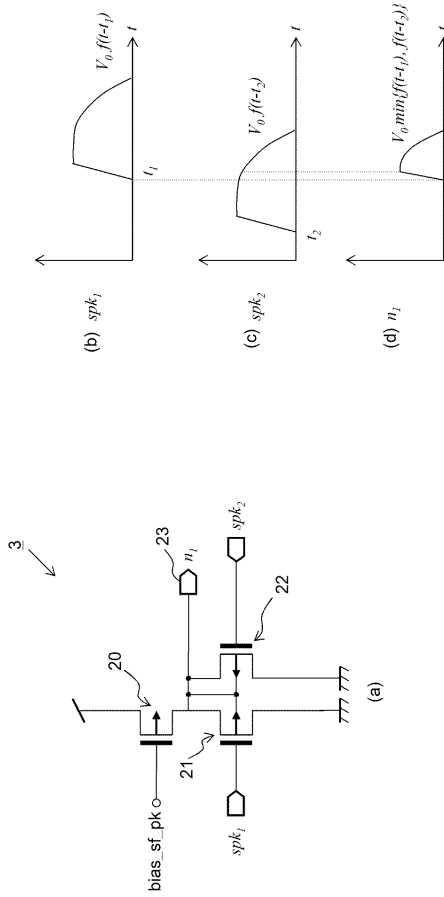 3
20
bias_sf_pk
23
n1
21
22
spk1
spk2
(a)
(b) spk1
V0 f(t-t1)
t
t1
(c) spk2
V0 f(t-t2)
t
t2
(d) n1
V0 min{f(t-t1), f(t-t2)}
t